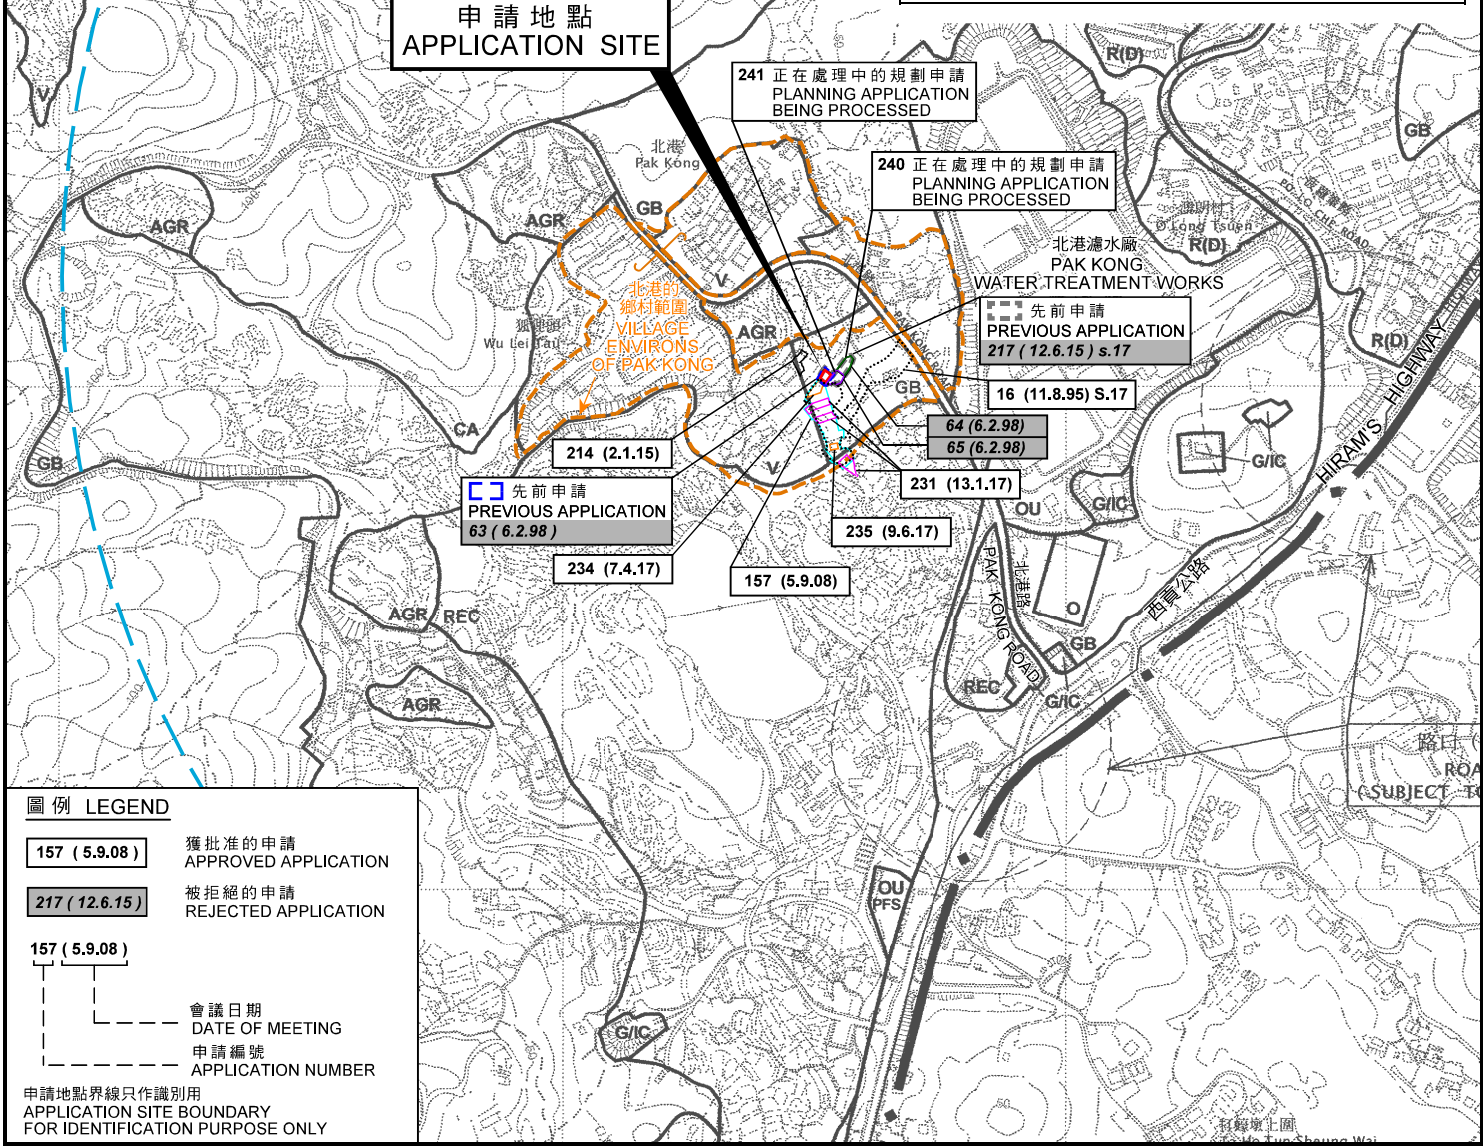 申請地點
APPLICATION SITE
241 正在處理中的規劃申請
PLANNING APPLICATION
BEING PROCESSED
240 正在處理中的規劃申請
PLANNING APPLICATION
BEING PROCESSED
R(D)
GB
V
北港
Pak Kong
AGR
AGR
GB
O Long Tsuen
R(D)
POLO CHE ROAD
北港濾水廠
PAK KONG
WATER TREATMENT WORKS
先前申請
PREVIOUS APPLICATION
217 ( 12.6.15 ) s.17
V
北港的
鄉村範圍
VILLAGE
ENVIRONS
OF PAK KONG
Wu Lei Tau
AGR
R(D)
GB
16 (11.8.95) S.17
64 (6.2.98)
65 (6.2.98)
CA
GB
214 (2.1.15)
V
231 (13.1.17)
G/IC
HIRAM'S HIGHWAY
先前申請
PREVIOUS APPLICATION
63 ( 6.2.98 )
OU
G/IC
235 (9.6.17)
234 (7.4.17)
157 (5.9.08)
北港路
PAK KONG ROAD
西貢公路
O
AGR
REC
GB
REC
G/IC
AGR
路口
ROA
(SUBJECT TO
圖例 LEGEND
157 ( 5.9.08 )
獲批准的申請
APPROVED APPLICATION
217 ( 12.6.15 )
被拒絕的申請
REJECTED APPLICATION
157 ( 5.9.08 )
會議日期
DATE OF MEETING
申請編號
APPLICATION NUMBER
申請地點界線只作識別用
APPLICATION SITE BOUNDARY
FOR IDENTIFICATION PURPOSE ONLY
OU
PFS
G/IC
50